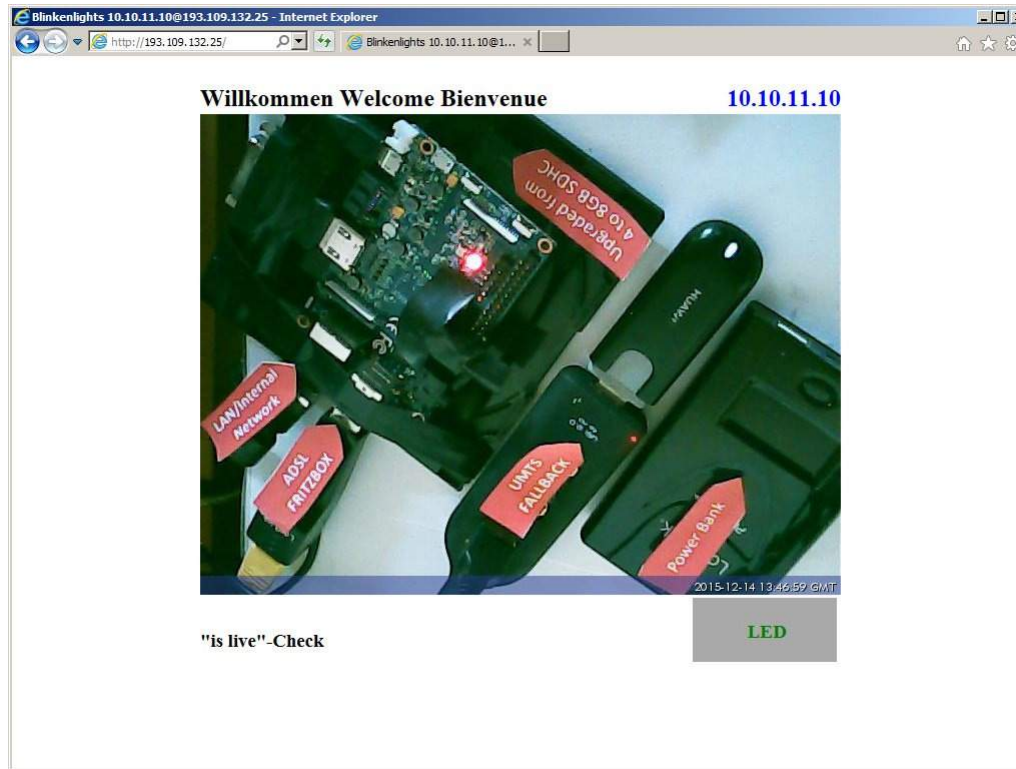 Blinkenlights 10.10.11.10@193.109.132.25 - Internet Explorer
http://193.109.132.25/
Blinkenlights 10.10.11.10@1...
Willkommen Welcome Bienvenue
10.10.11.10
Upgraded from
4 to 8GB SDHC
HUAWEI
LAN/Internal
Network
ADSL
FRITZBOX
UMTS
FALLBACK
Power Bank
2015-12-14 13:46:59 GMT
"is live"-Check
LED